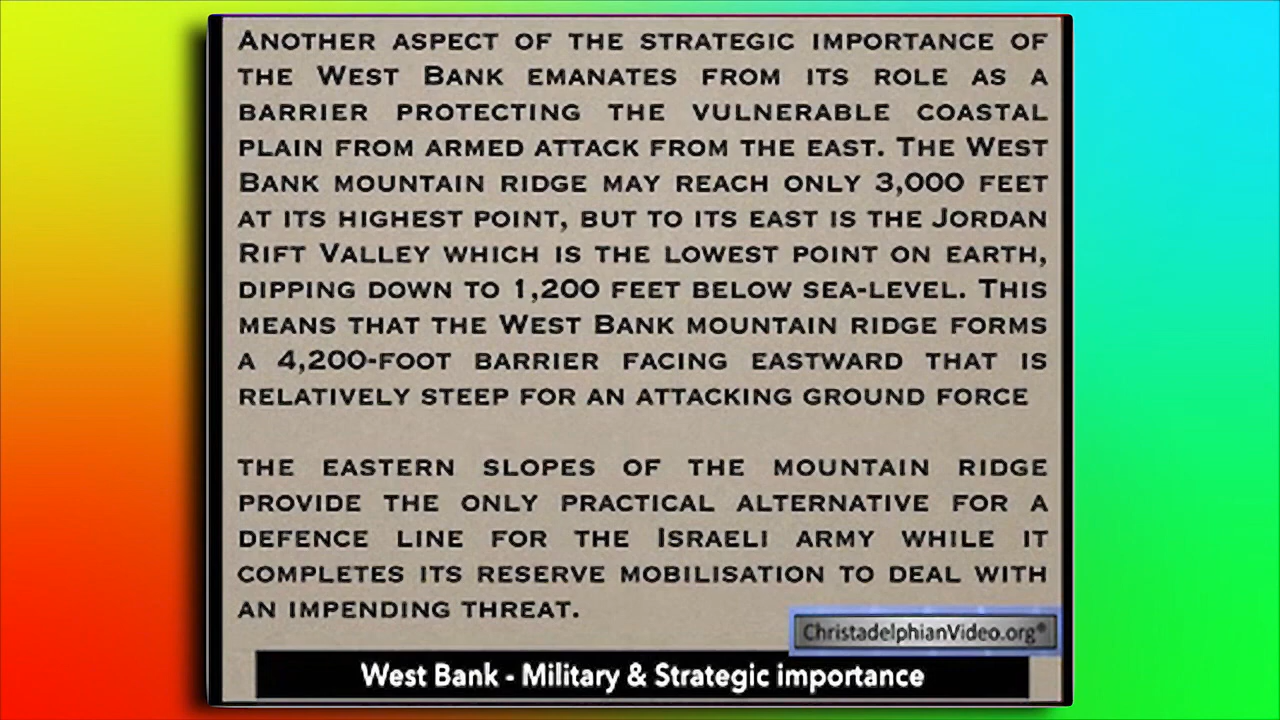 ANOTHER ASPECT OF THE STRATEGIC IMPORTANCE OF
THE WEST BANK EMANATES FROM ITS ROLE AS A
BARRIER PROTECTING THE VULNERABLE COASTAL
PLAIN FROM ARMED ATTACK FROM THE EAST. THE WEST
BANK MOUNTAIN RIDGE MAY REACH ONLY 3,000 FEET
AT ITS HIGHEST POINT, BUT TO ITS EAST IS THE JORDAN
RIFT VALLEY WHICH IS THE LOWEST POINT ON EARTH,
DIPPING DOWN TO 1,200 FEET BELOW SEA-LEVEL. THIS
MEANS THAT THE WEST BANK MOUNTAIN RIDGE FORMS
A 4,200-FOOT BARRIER FACING EASTWARD THAT IS
RELATIVELY STEEP FOR AN ATTACKING GROUND FORCE
THE EASTERN SLOPES OF THE MOUNTAIN RIDGE
PROVIDE THE ONLY PRACTICAL ALTERNATIVE FOR A
DEFENCE LINE FOR THE ISRAELI ARMY WHILE IT
COMPLETES ITS RESERVE MOBILISATION TO DEAL WITH
AN IMPENDING THREAT.
ChristadelphianVideo.org®
West Bank - Military & Strategic importance